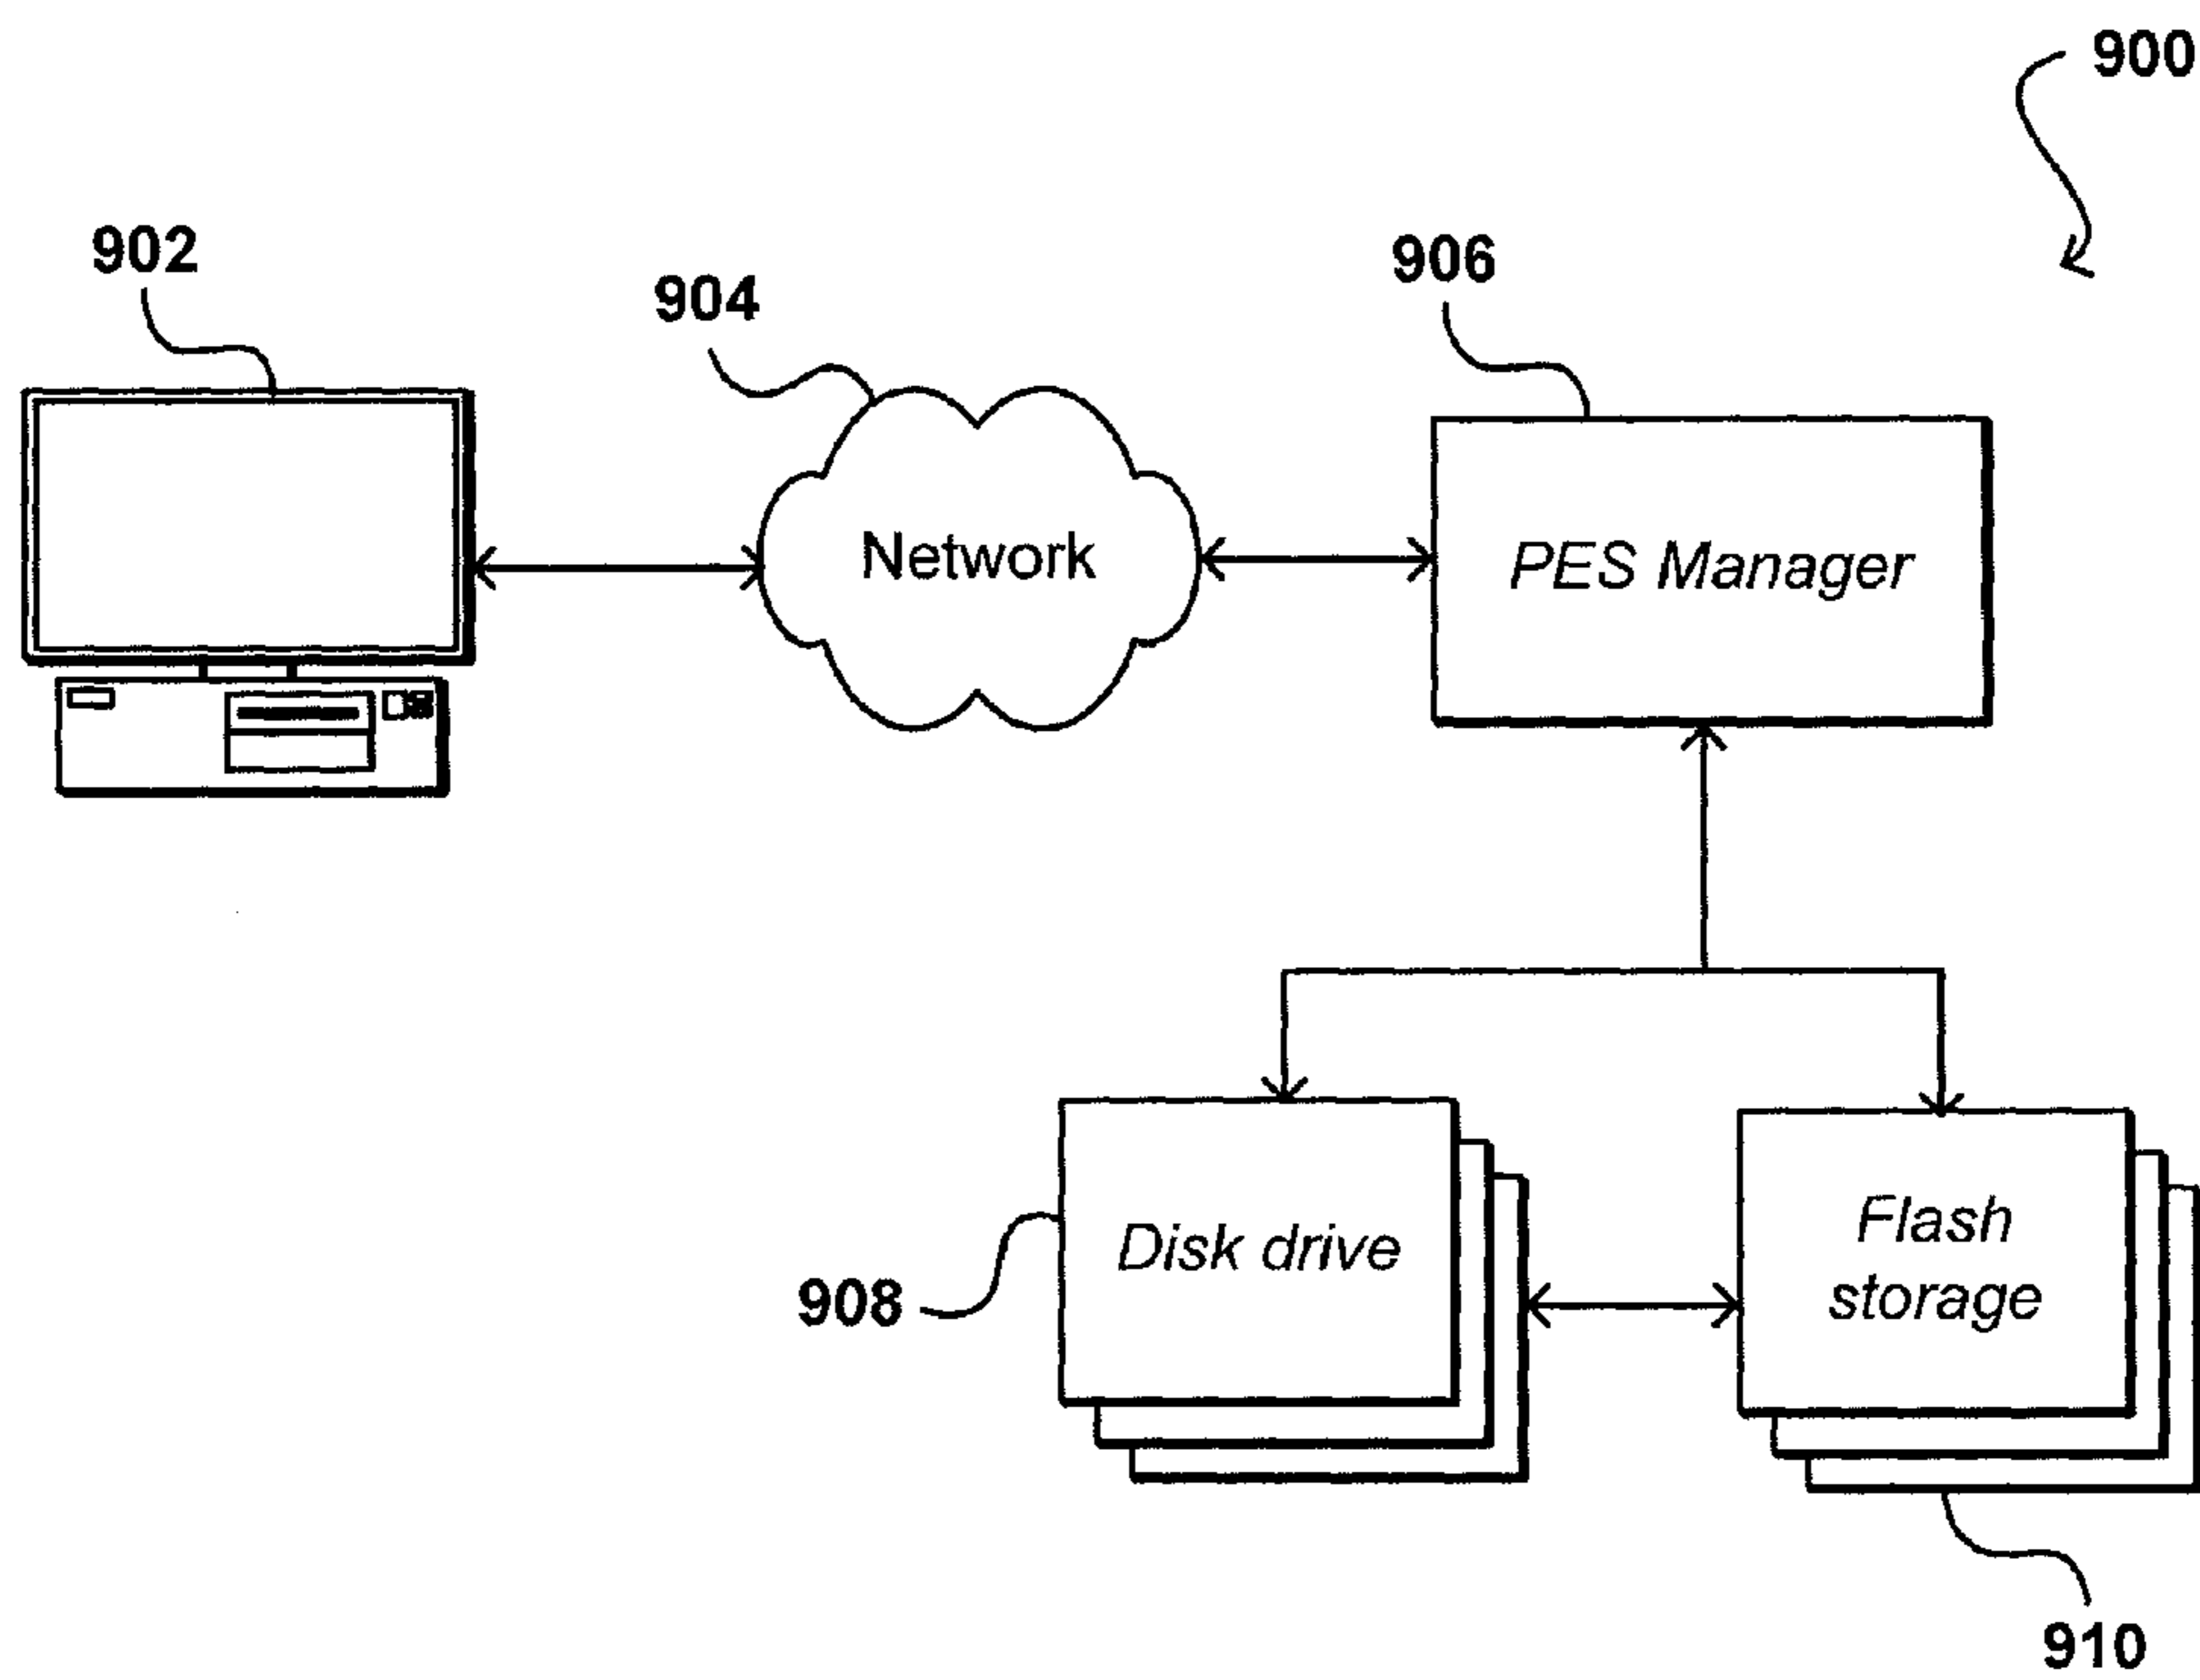 900
902
904
906
Network
PES Manager
Disk drive
Flash
storage
908
910